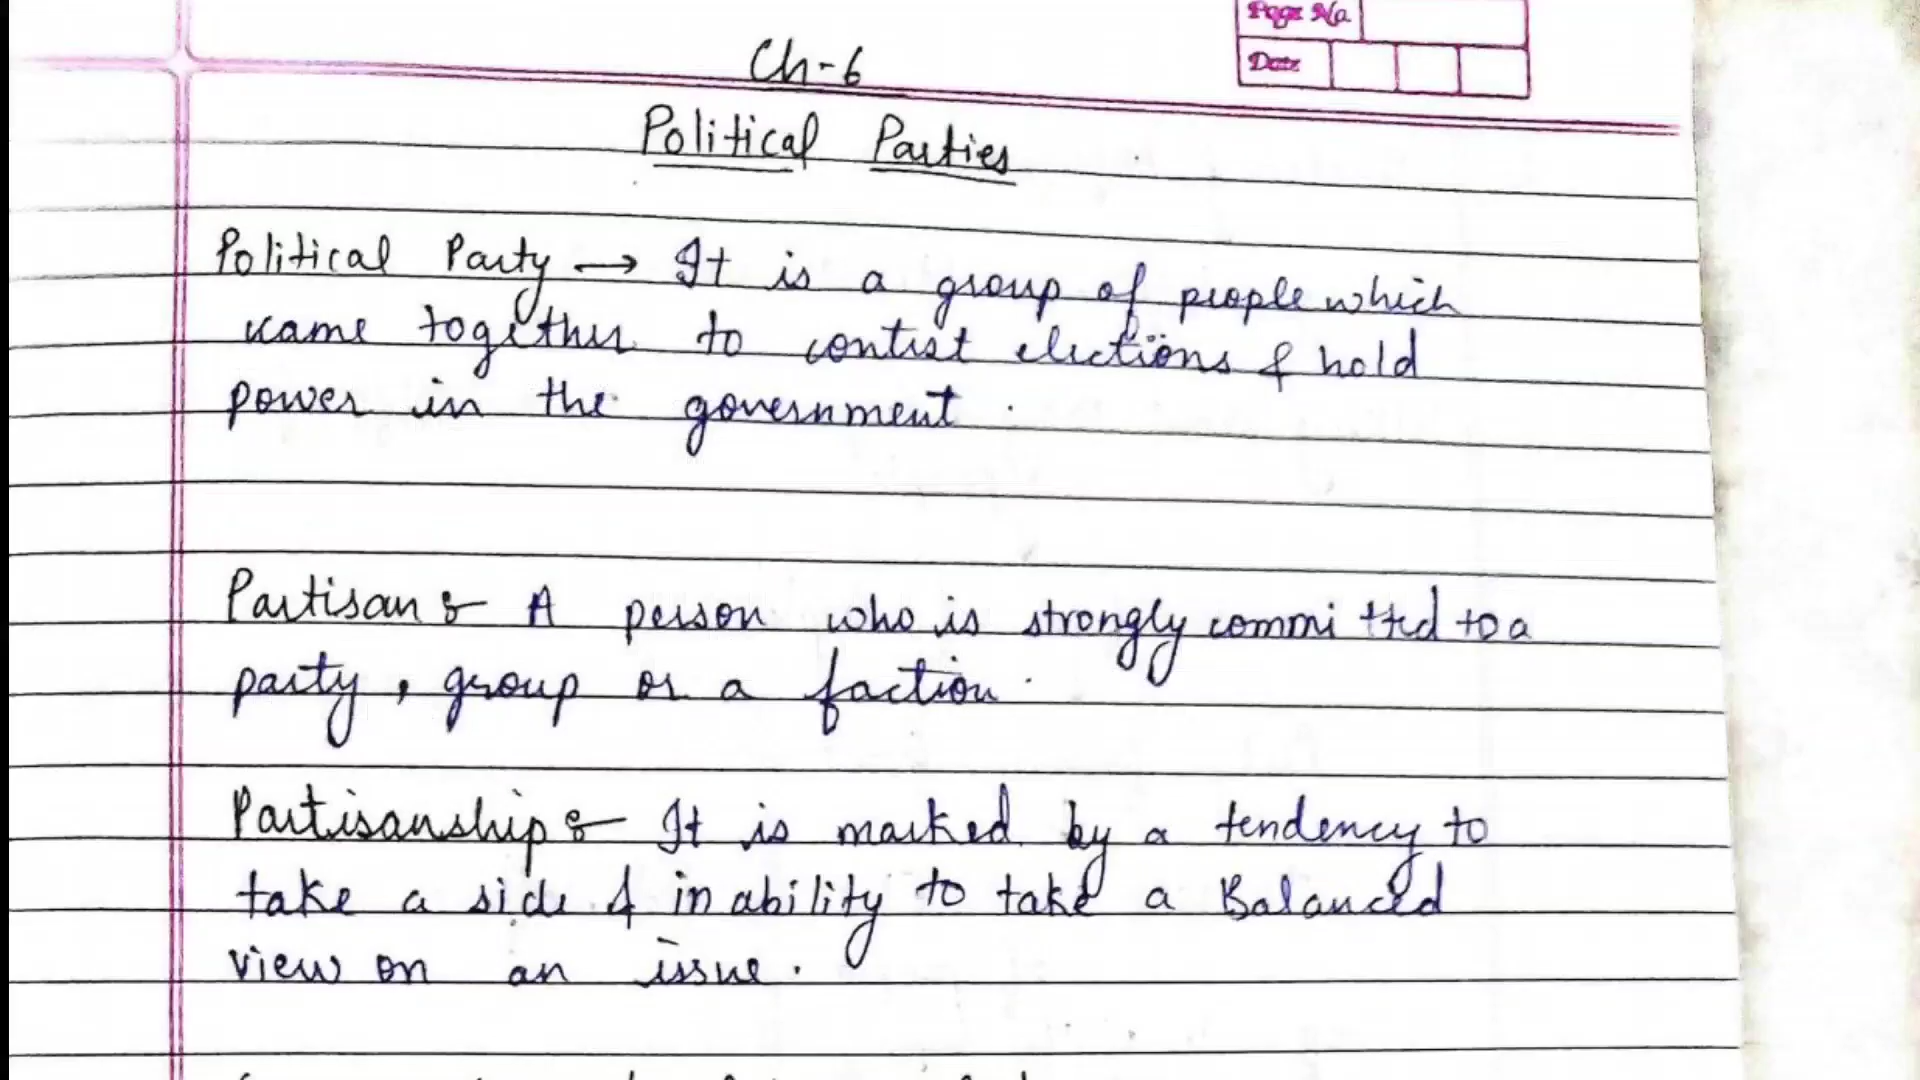 Page No.
Date
Ch-6
Political Parties
Political Party → It is a group of people which
came together to contest elections & hold
power in the government.
Partisan :- A person who is strongly committed to a
party, group or a faction.
Partisanship :- It is marked by a tendency to
take a side & inability to take a Balanced
view on an issue.